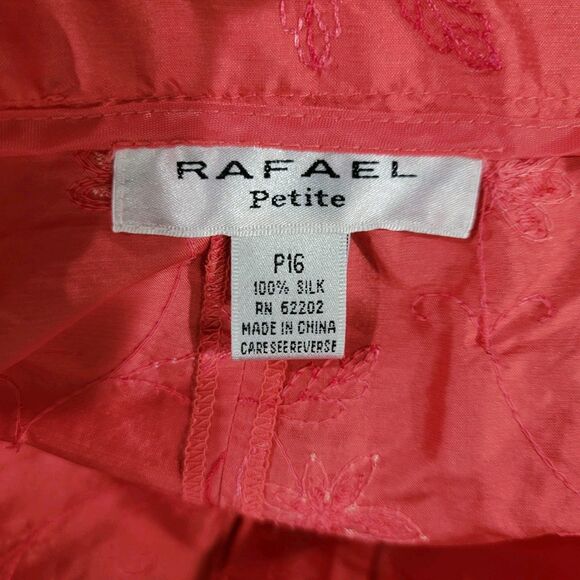 RAFAEL
Petite
P16
100% SILK
RN 62202
MADE IN CHINA
CARE SEE REVERSE